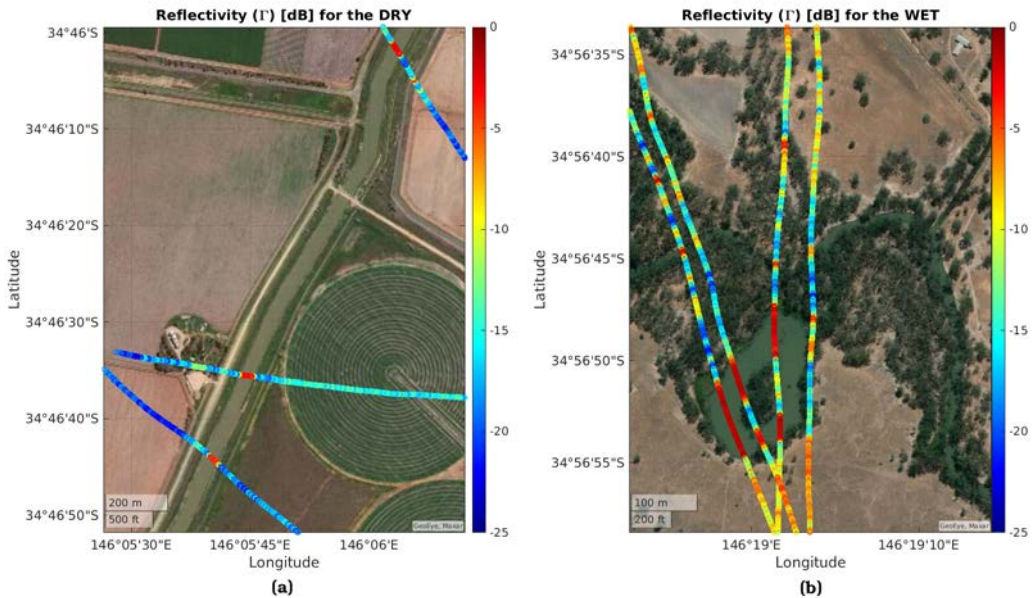 Reflectivity (Γ) [dB] for the DRY
34°46'S
34°46'10"S
34°46'20"S
34°46'30"S
34°46'40"S
34°46'50"S
Latitude
200 m
500 ft
GeoEye, Maxar
146°05'30"E
146°05'45"E
146°06'E
Longitude
0
-5
-10
-15
-20
-25
(a)
Reflectivity (Γ) [dB] for the WET
34°56'35"S
34°56'40"S
34°56'45"S
34°56'50"S
34°56'55"S
Latitude
100 m
200 ft
GeoEye, Maxar
146°19'E
146°19'10"E
Longitude
0
-5
-10
-15
-20
-25
(b)